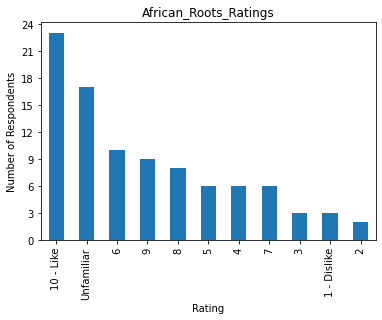 African_Roots_Ratings
Number of Respondents
24
21
18
15
12
9
6
3
0
10 - Like
Unfamiliar
6
9
8
5
4
7
3
1 - Dislike
2
Rating